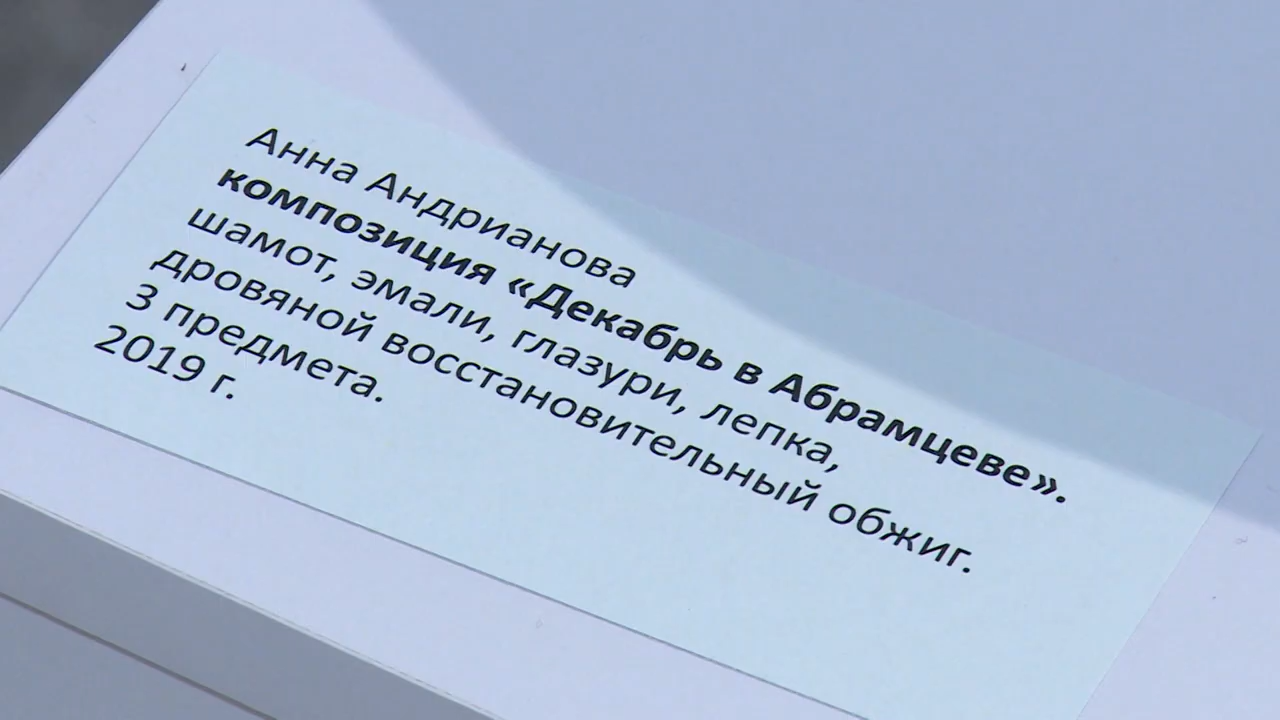 Анна Андрианова
композиция «Декабрь в Абрамцеве».
шамот, эмали, глазури, лепка,
дровяной восстановительный обжиг.
3 предмета.
2019 г.